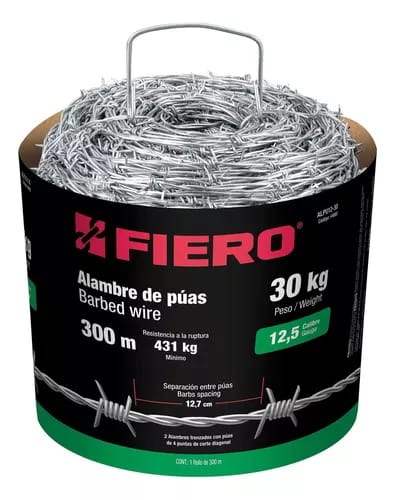 ALPU12-30
FIERO®
Alambre de púas
Barbed wire
30 kg
Peso / Weight
300 m
Resistencia a la ruptura
431 kg
Mínimo
12,5 Calibre
Gauge
Separación entre púas
Barbs spacing
12,7 cm
2 Alambres trenzados con púas
de 4 puntas de corte diagonal
CONT: 1 Rollo de 300 m